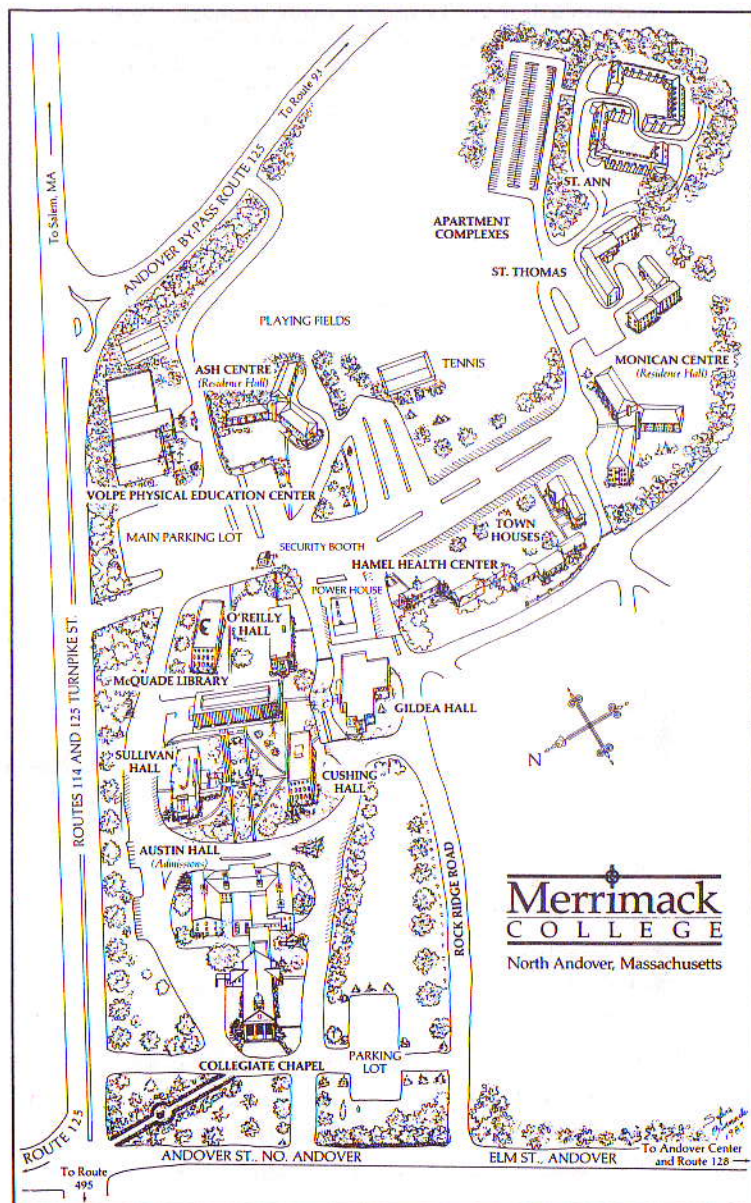 To Route 93
To Salem, MA
ANDOVER BY-PASS ROUTE 125
ST. ANN
APARTMENT
COMPLEXES
ST. THOMAS
PLAYING FIELDS
TENNIS
ASH CENTRE
(Residence Hall)
MONICAN CENTRE
(Residence Hall)
VOLPE PHYSICAL EDUCATION CENTER
TOWN
HOUSES
MAIN PARKING LOT
SECURITY BOOTH
HAMEL HEALTH CENTER
POWER HOUSE
O'REILLY
HALL
McQUADE LIBRARY
GILDEA HALL
ROUTES 114 AND 125 TURNPIKE ST.
N
SULLIVAN
HALL
CUSHING
HALL
AUSTIN HALL
(Admissions)
ROCK RIDGE ROAD
Merrimack
COLLEGE
North Andover, Massachusetts
COLLEGIATE CHAPEL
PARKING
LOT
ROUTE 125
ANDOVER ST., NO. ANDOVER
ELM ST., ANDOVER
To Andover Center
and Route 128
To Route
495